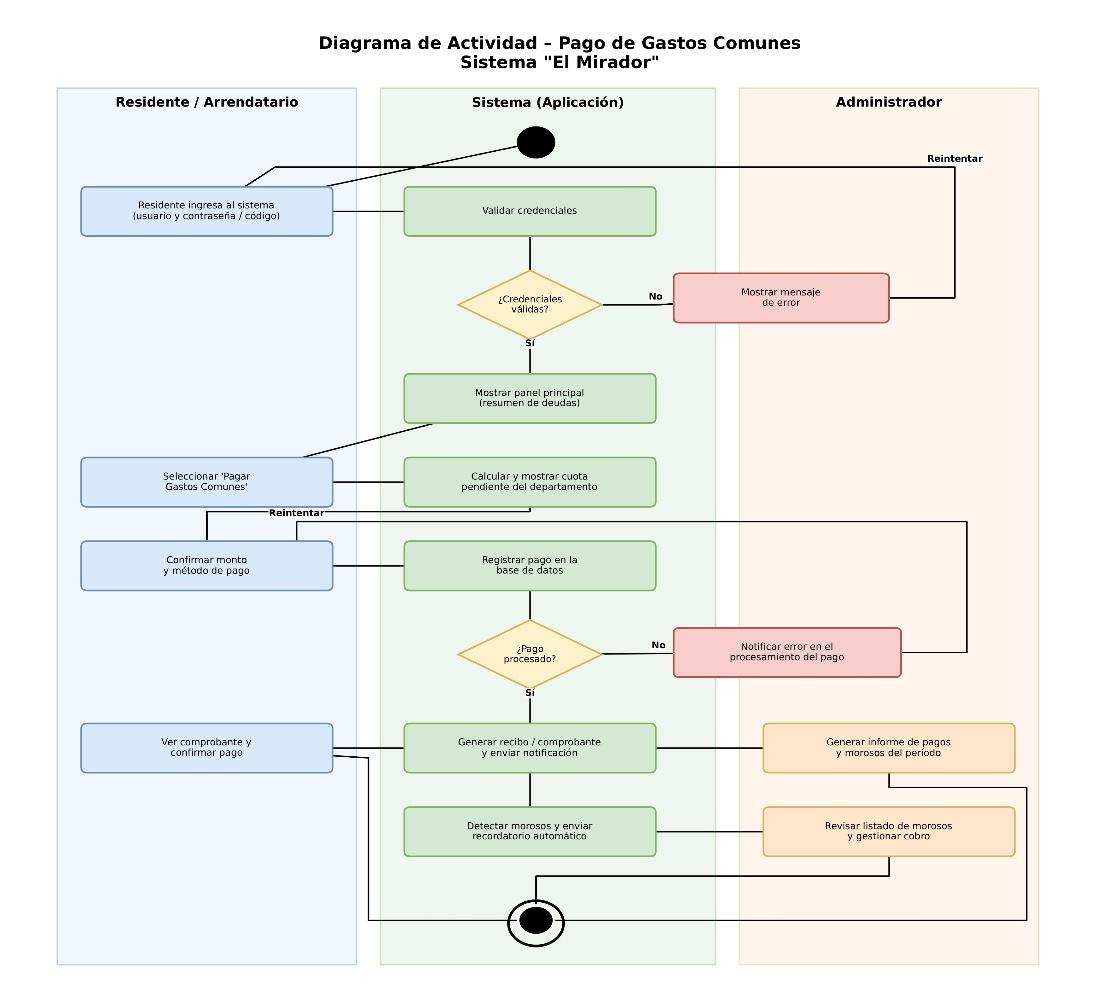 Diagrama de Actividad – Pago de Gastos Comunes
Sistema "El Mirador"
Residente / Arrendatario
Sistema (Aplicación)
Administrador
Reintentar
Residente ingresa al sistema
(usuario y contraseña / código)
Validar credenciales
¿Credenciales
válidas?
No
Mostrar mensaje
de error
Sí
Mostrar panel principal
(resumen de deudas)
Seleccionar 'Pagar
Gastos Comunes'
Calcular y mostrar cuota
pendiente del departamento
Reintentar
Confirmar monto
y método de pago
Registrar pago en la
base de datos
¿Pago
procesado?
No
Notificar error en el
procesamiento del pago
Sí
Ver comprobante y
confirmar pago
Generar recibo / comprobante
y enviar notificación
Generar informe de pagos
y morosos del período
Detectar morosos y enviar
recordatorio automático
Revisar listado de morosos
y gestionar cobro